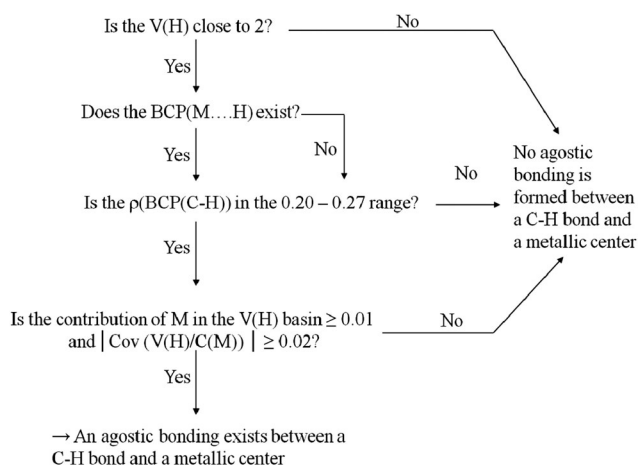 Is the V(H) close to 2?
No
Yes
Does the BCP(M….H) exist?
Yes
No
Is the ρ(BCP(C-H)) in the 0.20 – 0.27 range?
No
Yes
No agostic
bonding is
formed between
a C-H bond and
a metallic center
Is the contribution of M in the V(H) basin ≥ 0.01
and | Cov (V(H)/C(M)) | ≥ 0.02?
No
Yes
→ An agostic bonding exists between a
C-H bond and a metallic center